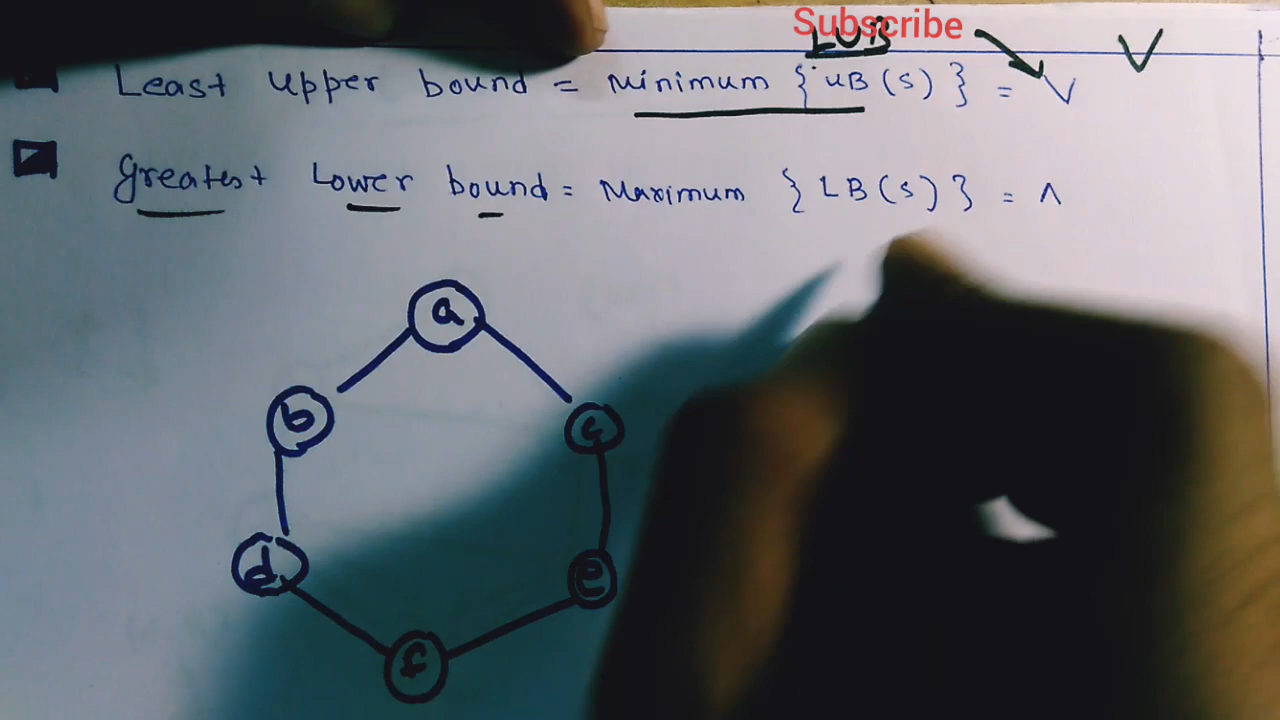 Subscribe
LUB
V
Least upper bound = Minimum { UB (S) } = V
Greatest Lower bound = Maximum { LB (S) } = ∧
a
b
c
d
e
f